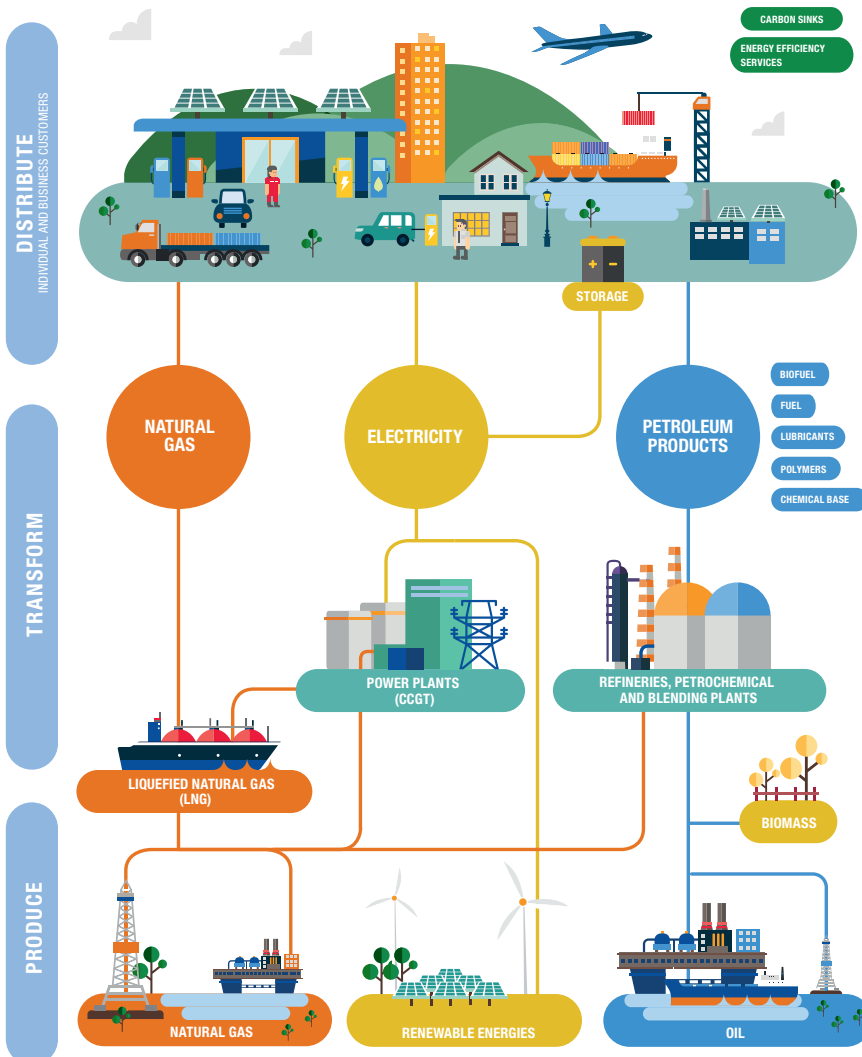 CARBON SINKS
ENERGY EFFICIENCY
SERVICES
DISTRIBUTE
INDIVIDUAL AND BUSINESS CUSTOMERS
STORAGE
NATURAL
GAS
ELECTRICITY
PETROLEUM
PRODUCTS
BIOFUEL
FUEL
LUBRICANTS
POLYMERS
CHEMICAL BASE
TRANSFORM
POWER PLANTS
(CCGT)
REFINERIES, PETROCHEMICAL
AND BLENDING PLANTS
LIQUEFIED NATURAL GAS
(LNG)
BIOMASS
PRODUCE
NATURAL GAS
RENEWABLE ENERGIES
OIL